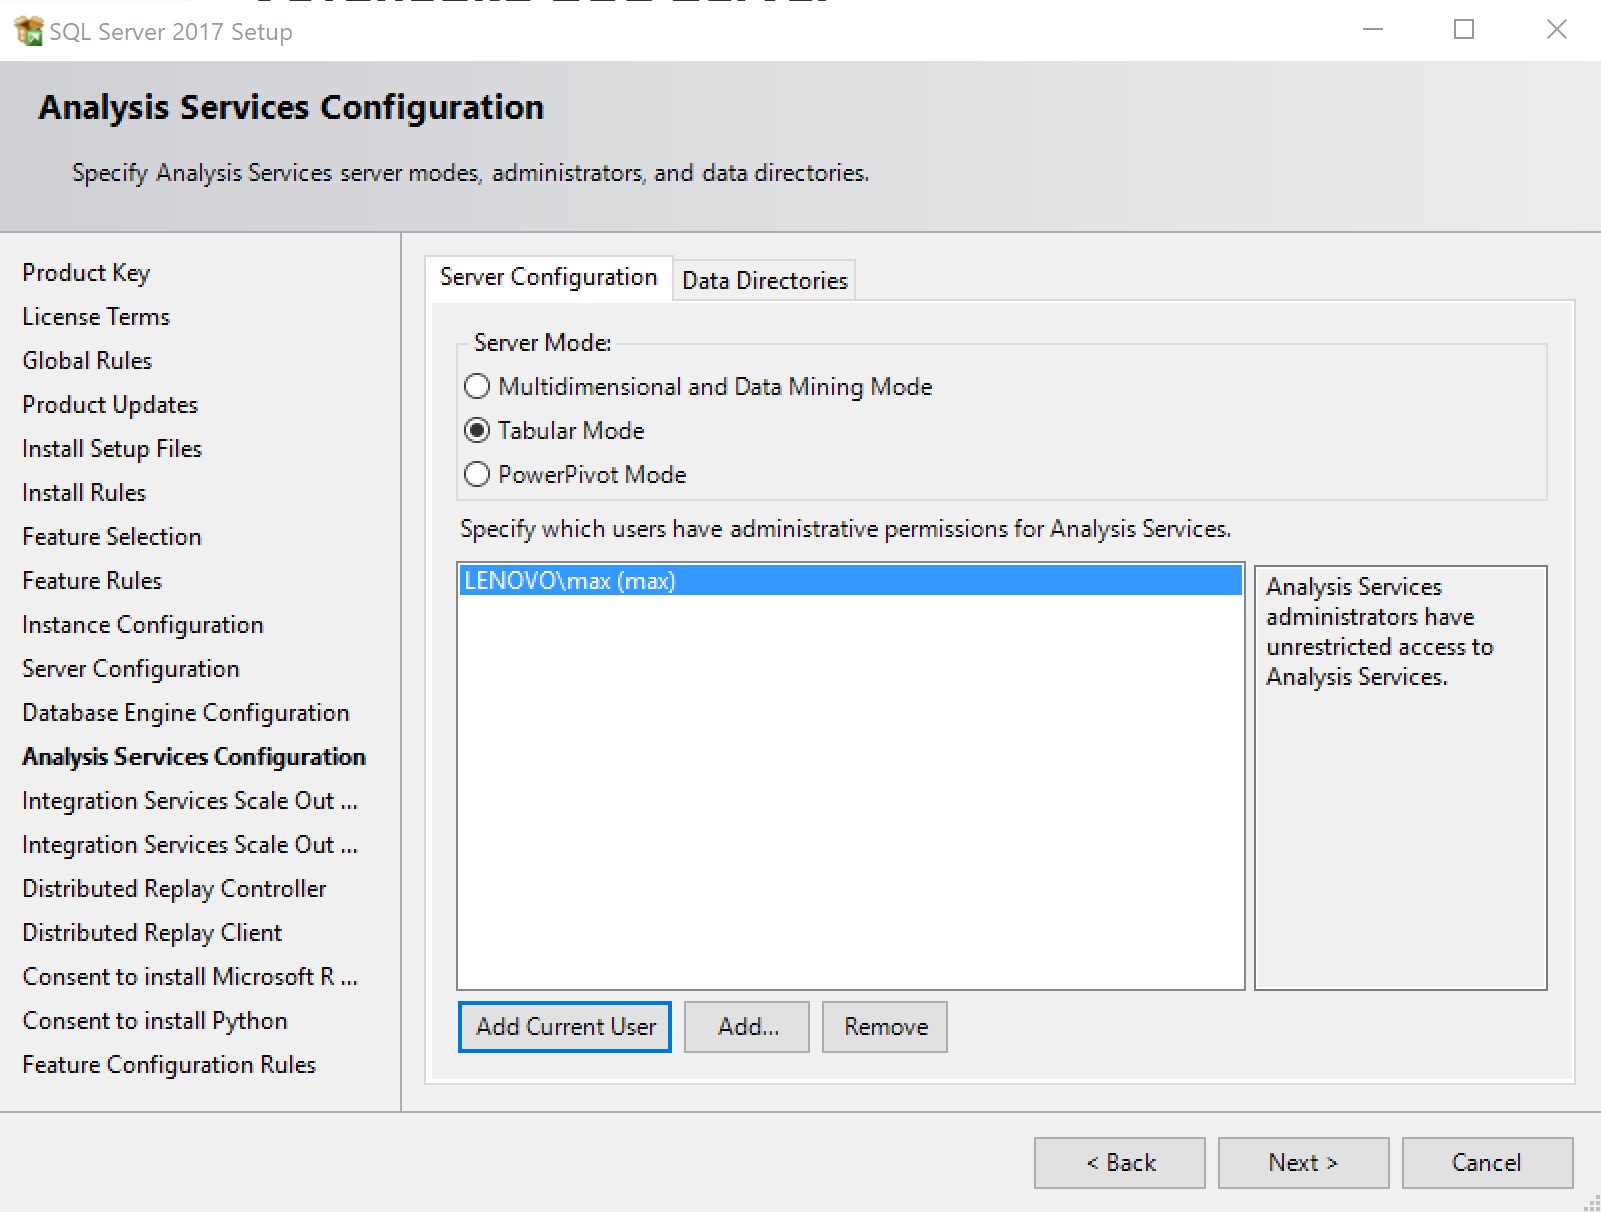 SQL Server 2017 Setup
Analysis Services Configuration
Specify Analysis Services server modes, administrators, and data directories.
Product Key
License Terms
Global Rules
Product Updates
Install Setup Files
Install Rules
Feature Selection
Feature Rules
Instance Configuration
Server Configuration
Database Engine Configuration
Analysis Services Configuration
Integration Services Scale Out ...
Integration Services Scale Out ...
Distributed Replay Controller
Distributed Replay Client
Consent to install Microsoft R ...
Consent to install Python
Feature Configuration Rules
Server Configuration
Data Directories
Server Mode:
Multidimensional and Data Mining Mode
Tabular Mode
PowerPivot Mode
Specify which users have administrative permissions for Analysis Services.
LENOVO\max (max)
Analysis Services
administrators have
unrestricted access to
Analysis Services.
Add Current User
Add...
Remove
< Back
Next >
Cancel